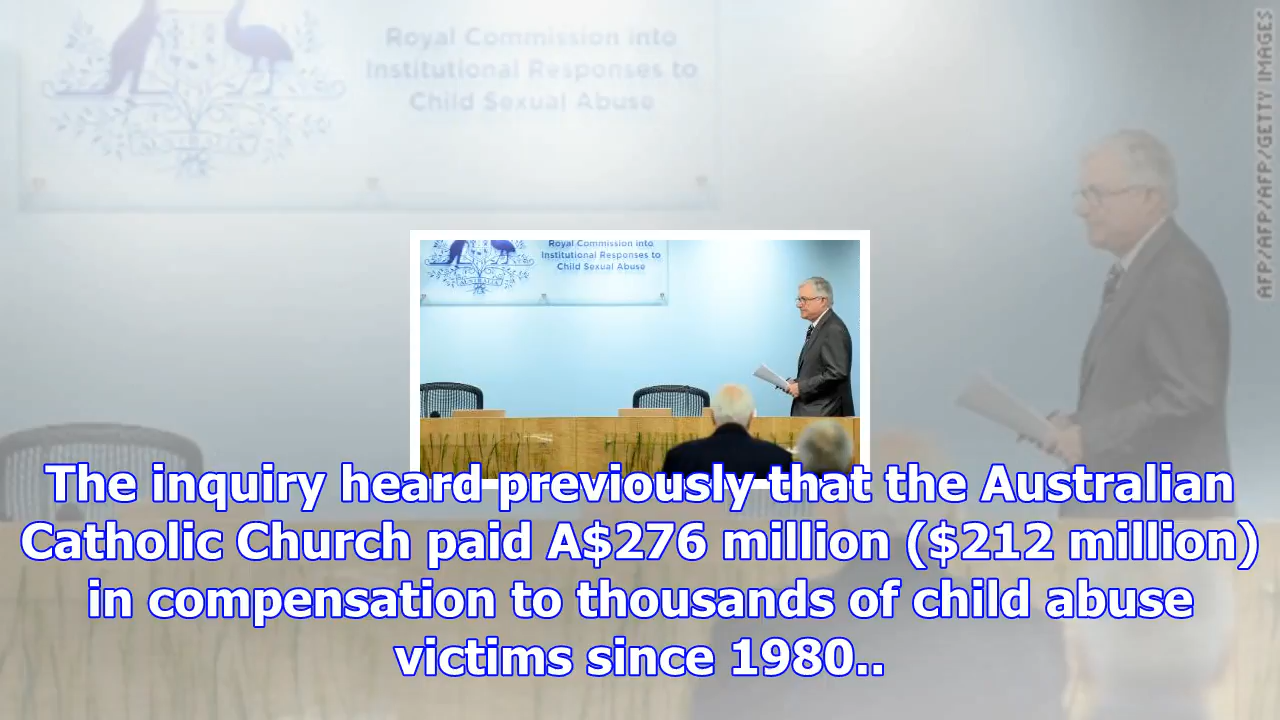 Royal Commission into
Institutional Responses to
Child Sexual Abuse
AFP/AFP/AFP/GETTY IMAGES
Royal Commission into
Institutional Responses to
Child Sexual Abuse
The inquiry heard previously that the Australian
Catholic Church paid A$276 million ($212 million)
in compensation to thousands of child abuse
victims since 1980..